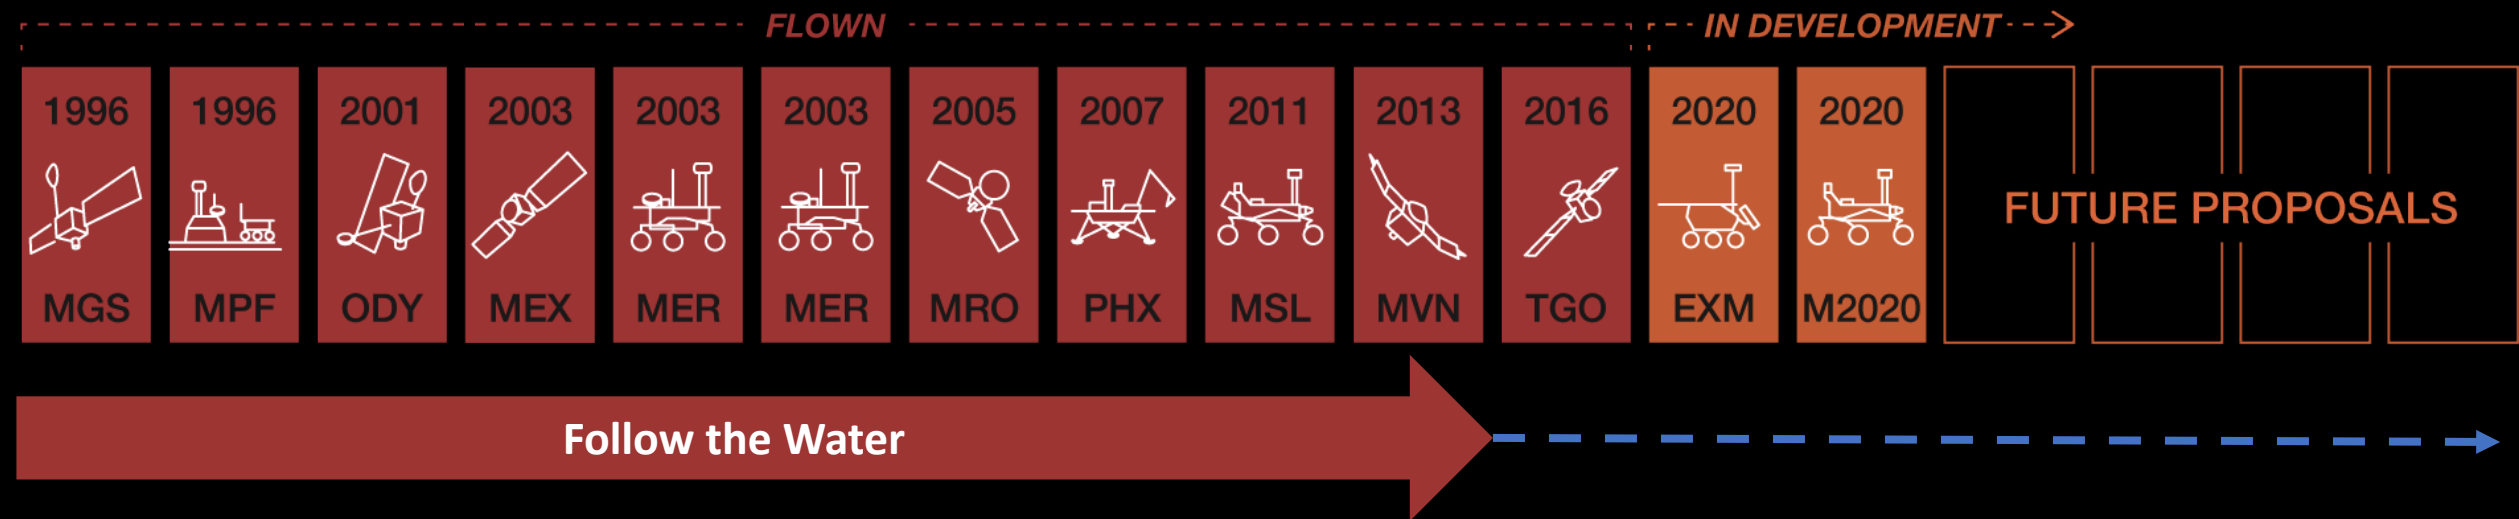 FLOWN
IN DEVELOPMENT
1996 1996 2001 2003 2003 2003 2005 2007 2011 2013 2016 2020 2020
FUTURE PROPOSALS
MGS MPF ODY MEX MER MER MRO PHX MSL MVN TGO EXM M2020
Follow the Water